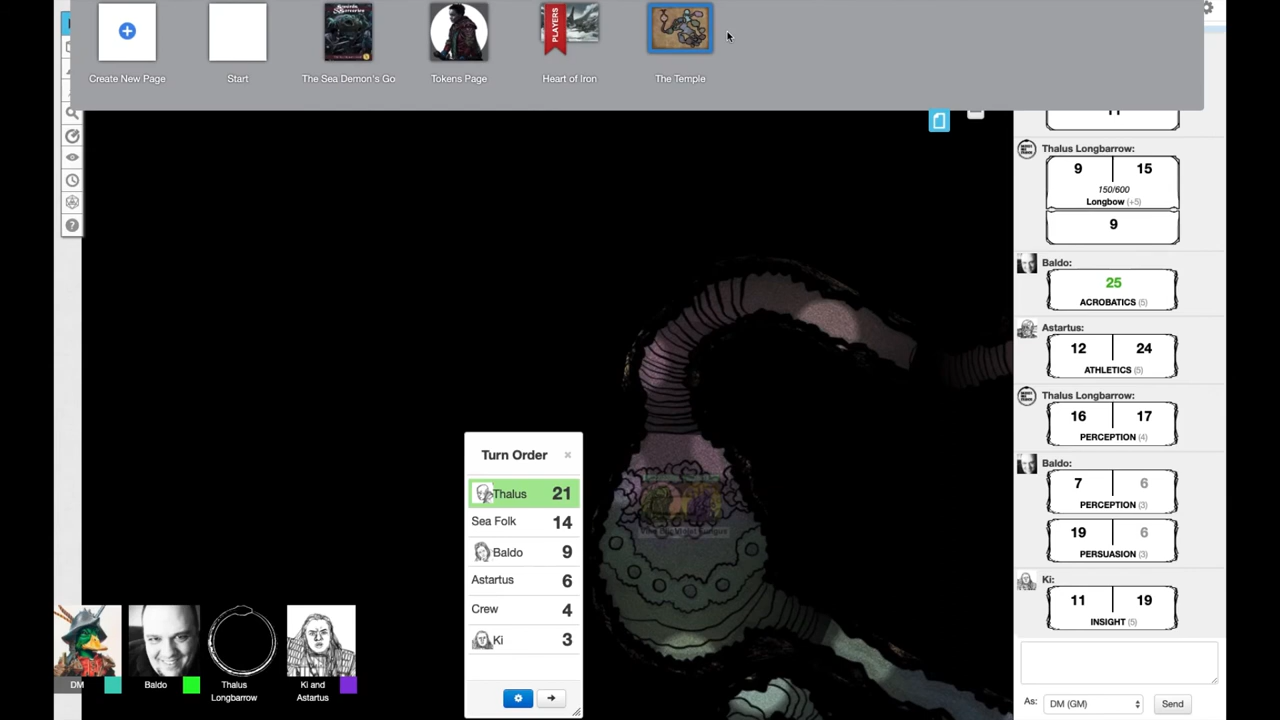 PLAYERS
Create New Page
Start
The Sea Demon's Go
Tokens Page
Heart of Iron
The Temple
Thalus Longbarrow:
9 15
150/600
Longbow (+5)
9
Baldo:
25
ACROBATICS (5)
Astartus:
12 24
ATHLETICS (5)
Thalus Longbarrow:
16 17
PERCEPTION (4)
Baldo:
7 6
PERCEPTION (3)
19 6
PERSUASION (3)
Ki:
11 19
INSIGHT (5)
As: DM (GM) Send
Turn Order ×
Thalus 21
Sea Folk 14
Baldo 9
Astartus 6
Crew 4
Ki 3
DM
Baldo
Thalus
Longbarrow
Ki and
Astartus